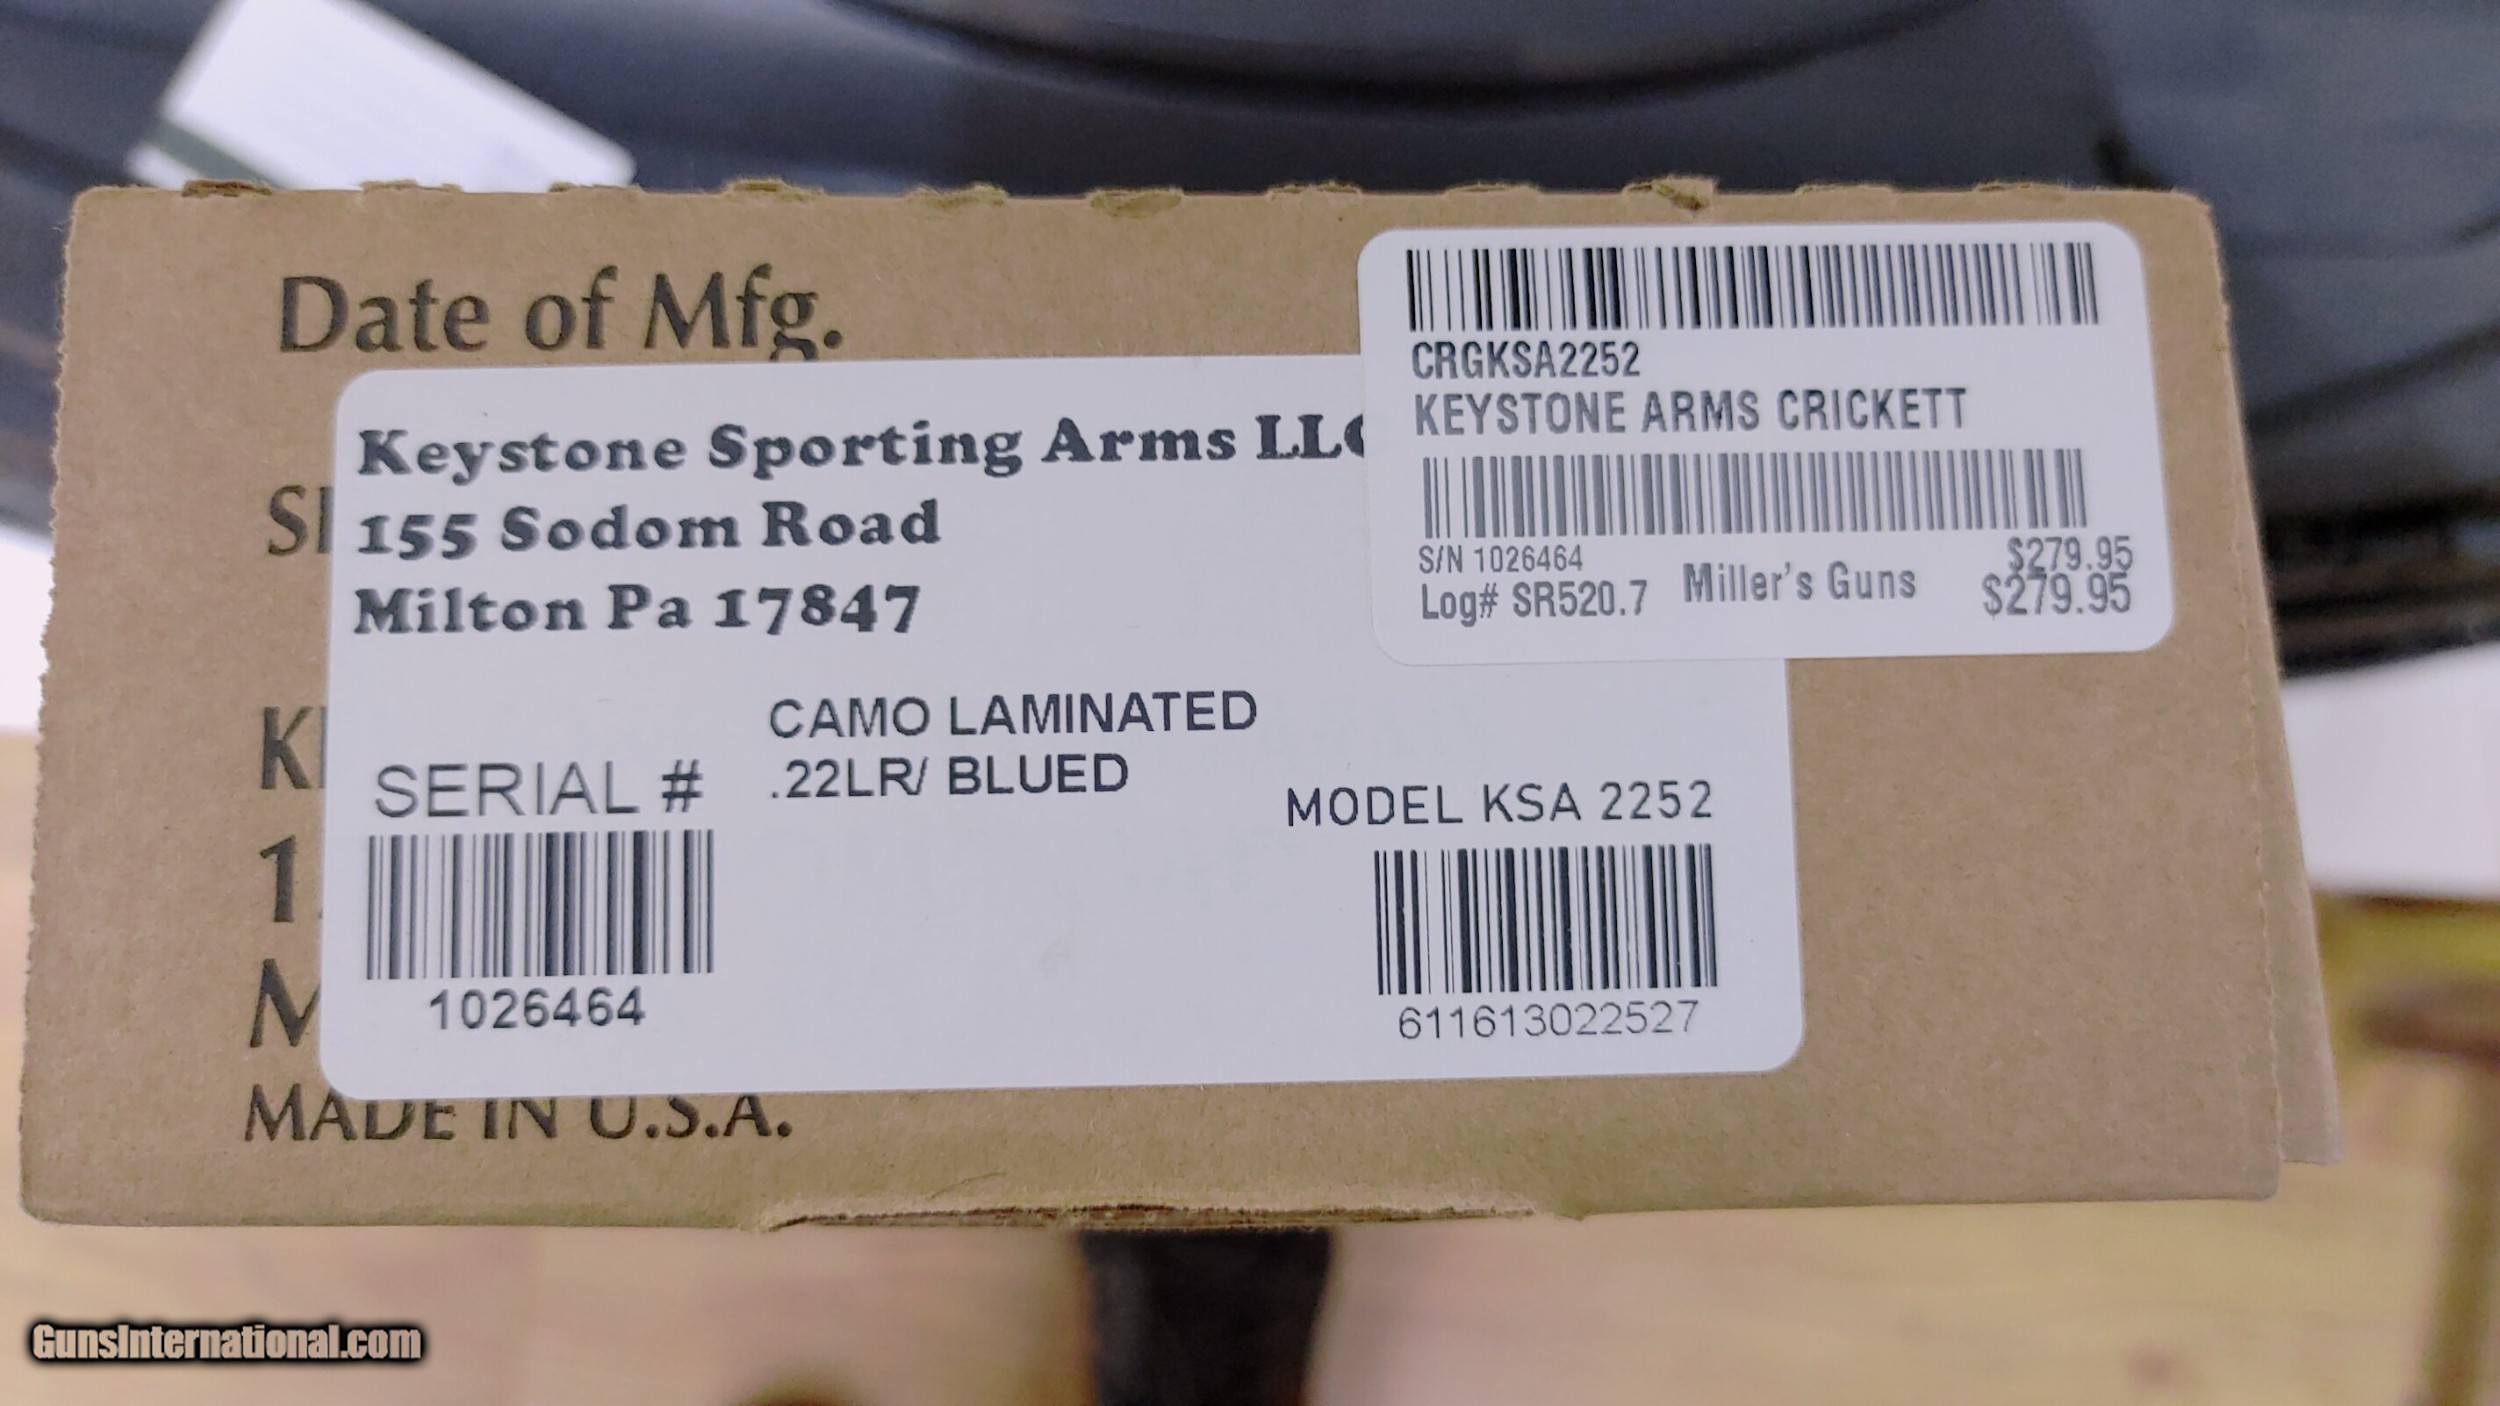 Date of Mfg.
Keystone Sporting Arms LLC
155 Sodom Road
Milton Pa 17847
CAMO LAMINATED
.22LR/ BLUED
SERIAL #
1026464
MODEL KSA 2252
611613022527
MADE IN U.S.A.
CRGKSA2252
KEYSTONE ARMS CRICKETT
S/N 1026464
$279.95
Log# SR520.7 Miller's Guns $279.95
GunsInternational.com